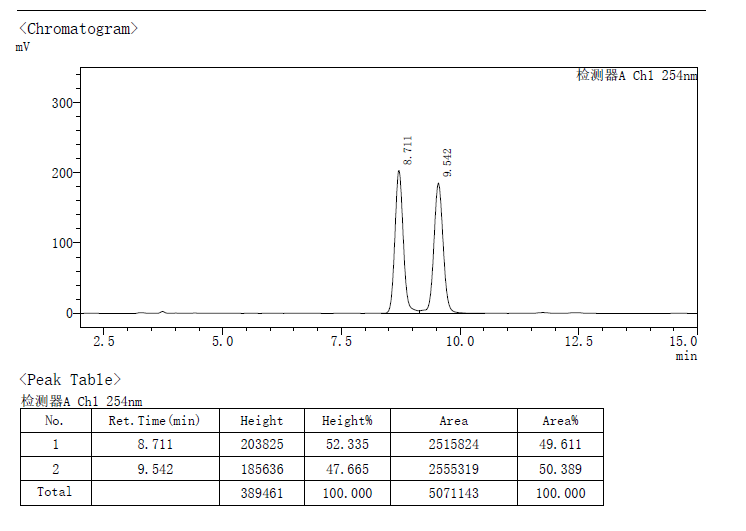 <Chromatogram>
mV
检测器A Ch1 254nm
300
8.711
9.542
200
100
0
2.5 5.0 7.5 10.0 12.5 15.0
min
<Peak Table>
检测器A Ch1 254nm
No. Ret.Time(min) Height Height% Area Area%
1 8.711 203825 52.335 2515824 49.611
2 9.542 185636 47.665 2555319 50.389
Total 389461 100.000 5071143 100.000